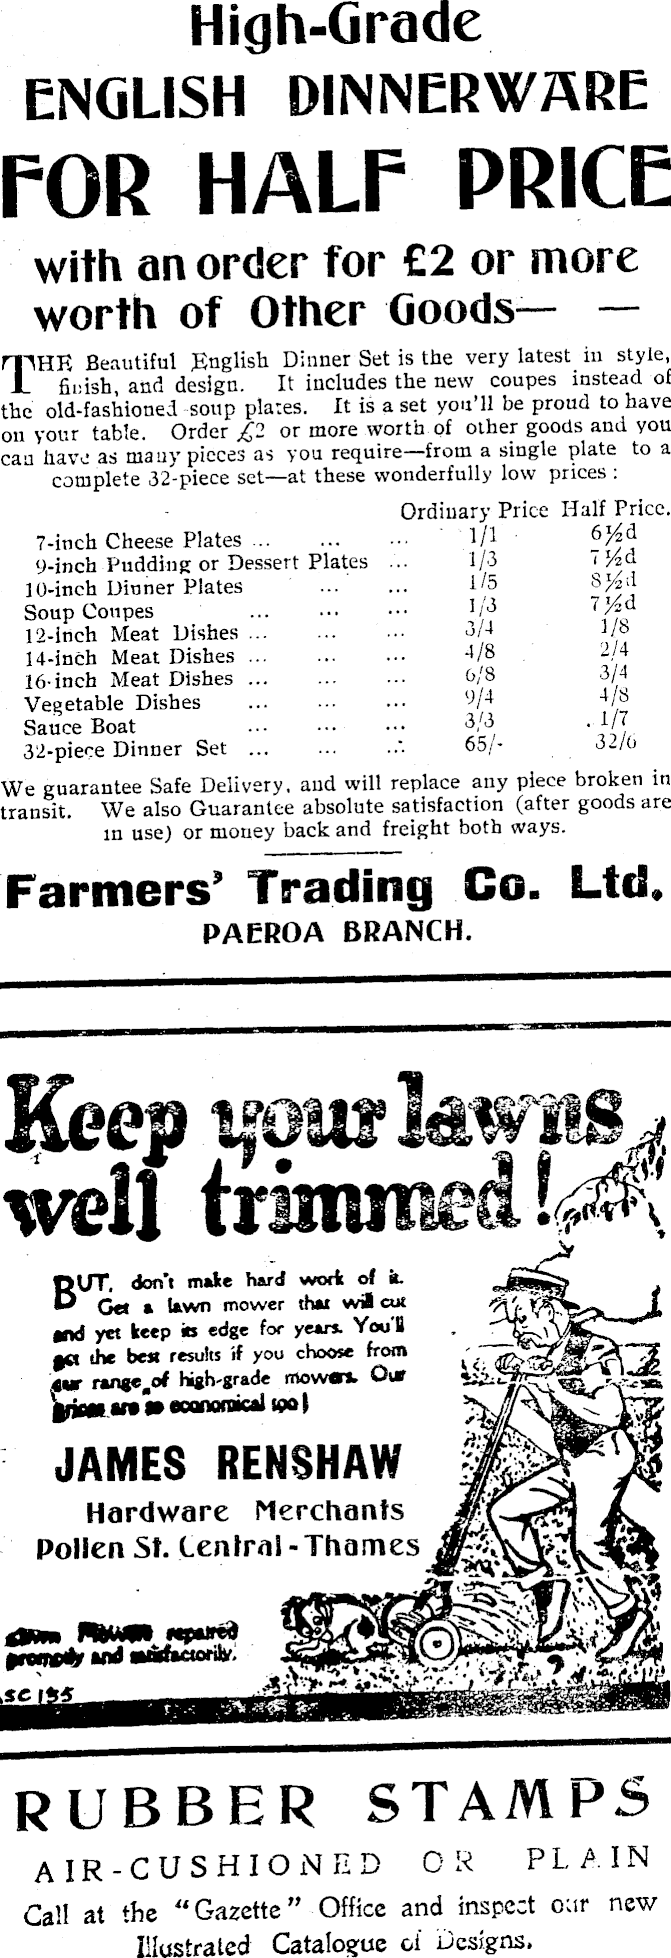 High-Grade
ENGLISH DINNERWARE
FOR HALF PRICE
with an order for £2 or more
worth of Other Goods— —
THE Beautiful English Dinner Set is the very latest in style,
finish, and design. It includes the new coupes instead of
the old-fashioned soup plates. It is a set you'll be proud to have
on your table. Order £2 or more worth of other goods and you
can have as many pieces as you require—from a single plate to a
complete 32-piece set—at these wonderfully low prices :
Ordinary Price Half Price.
7-inch Cheese Plates ... ... ... 1/1 6½d
9-inch Pudding or Dessert Plates ... 1/3 7½d
10-inch Dinner Plates ... ... 1/5 8½d
Soup Coupes ... ... ... 1/3 7½d
12-inch Meat Dishes ... ... ... 3/4 1/8
14-inch Meat Dishes ... ... ... 4/8 2/4
16-inch Meat Dishes ... ... ... 6/8 3/4
Vegetable Dishes ... ... ... 9/4 4/8
Sauce Boat ... ... ... 3/3 1/7
32-piece Dinner Set ... ... ... 65/- 32/6
We guarantee Safe Delivery, and will replace any piece broken in
transit. We also Guarantee absolute satisfaction (after goods are
in use) or money back and freight both ways.
Farmers' Trading Co. Ltd.
PAEROA BRANCH.
Keep your lawns
well trimmed!
BUT, don't make hard work of it.
Get a lawn mower that will cut
and yet keep its edge for years. You'll
get the best results if you choose from
our range of high-grade mowers. Our
prices are so economical too!
JAMES RENSHAW
Hardware Merchants
Pollen St. Central - Thames
Lawn Mowers repaired
promptly and satisfactorily.
SC 195
RUBBER STAMPS
AIR-CUSHIONED OR PLAIN
Call at the "Gazette" Office and inspect our new
Illustrated Catalogue of Designs.